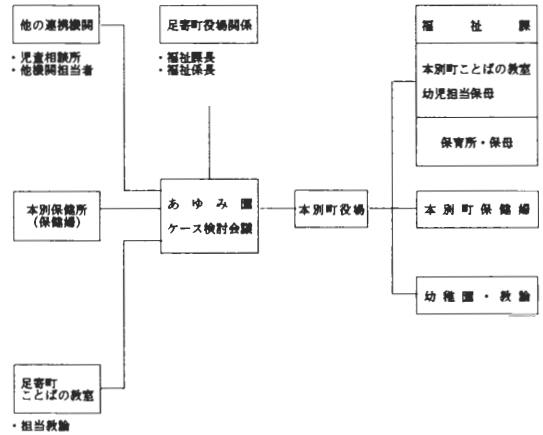 他の連携機関
・児童相談所
・他機関担当者
足寄町役場関係
・福祉課長
・福祉係長
福祉課
本別町ことばの教室
幼児担当保母
保育所・保母
本別保健所
(保健婦)
あゆみ園
ケース検討会議
本別町役場
本別町保健婦
幼稚園・教諭
足寄町
ことばの教室
・担当教諭